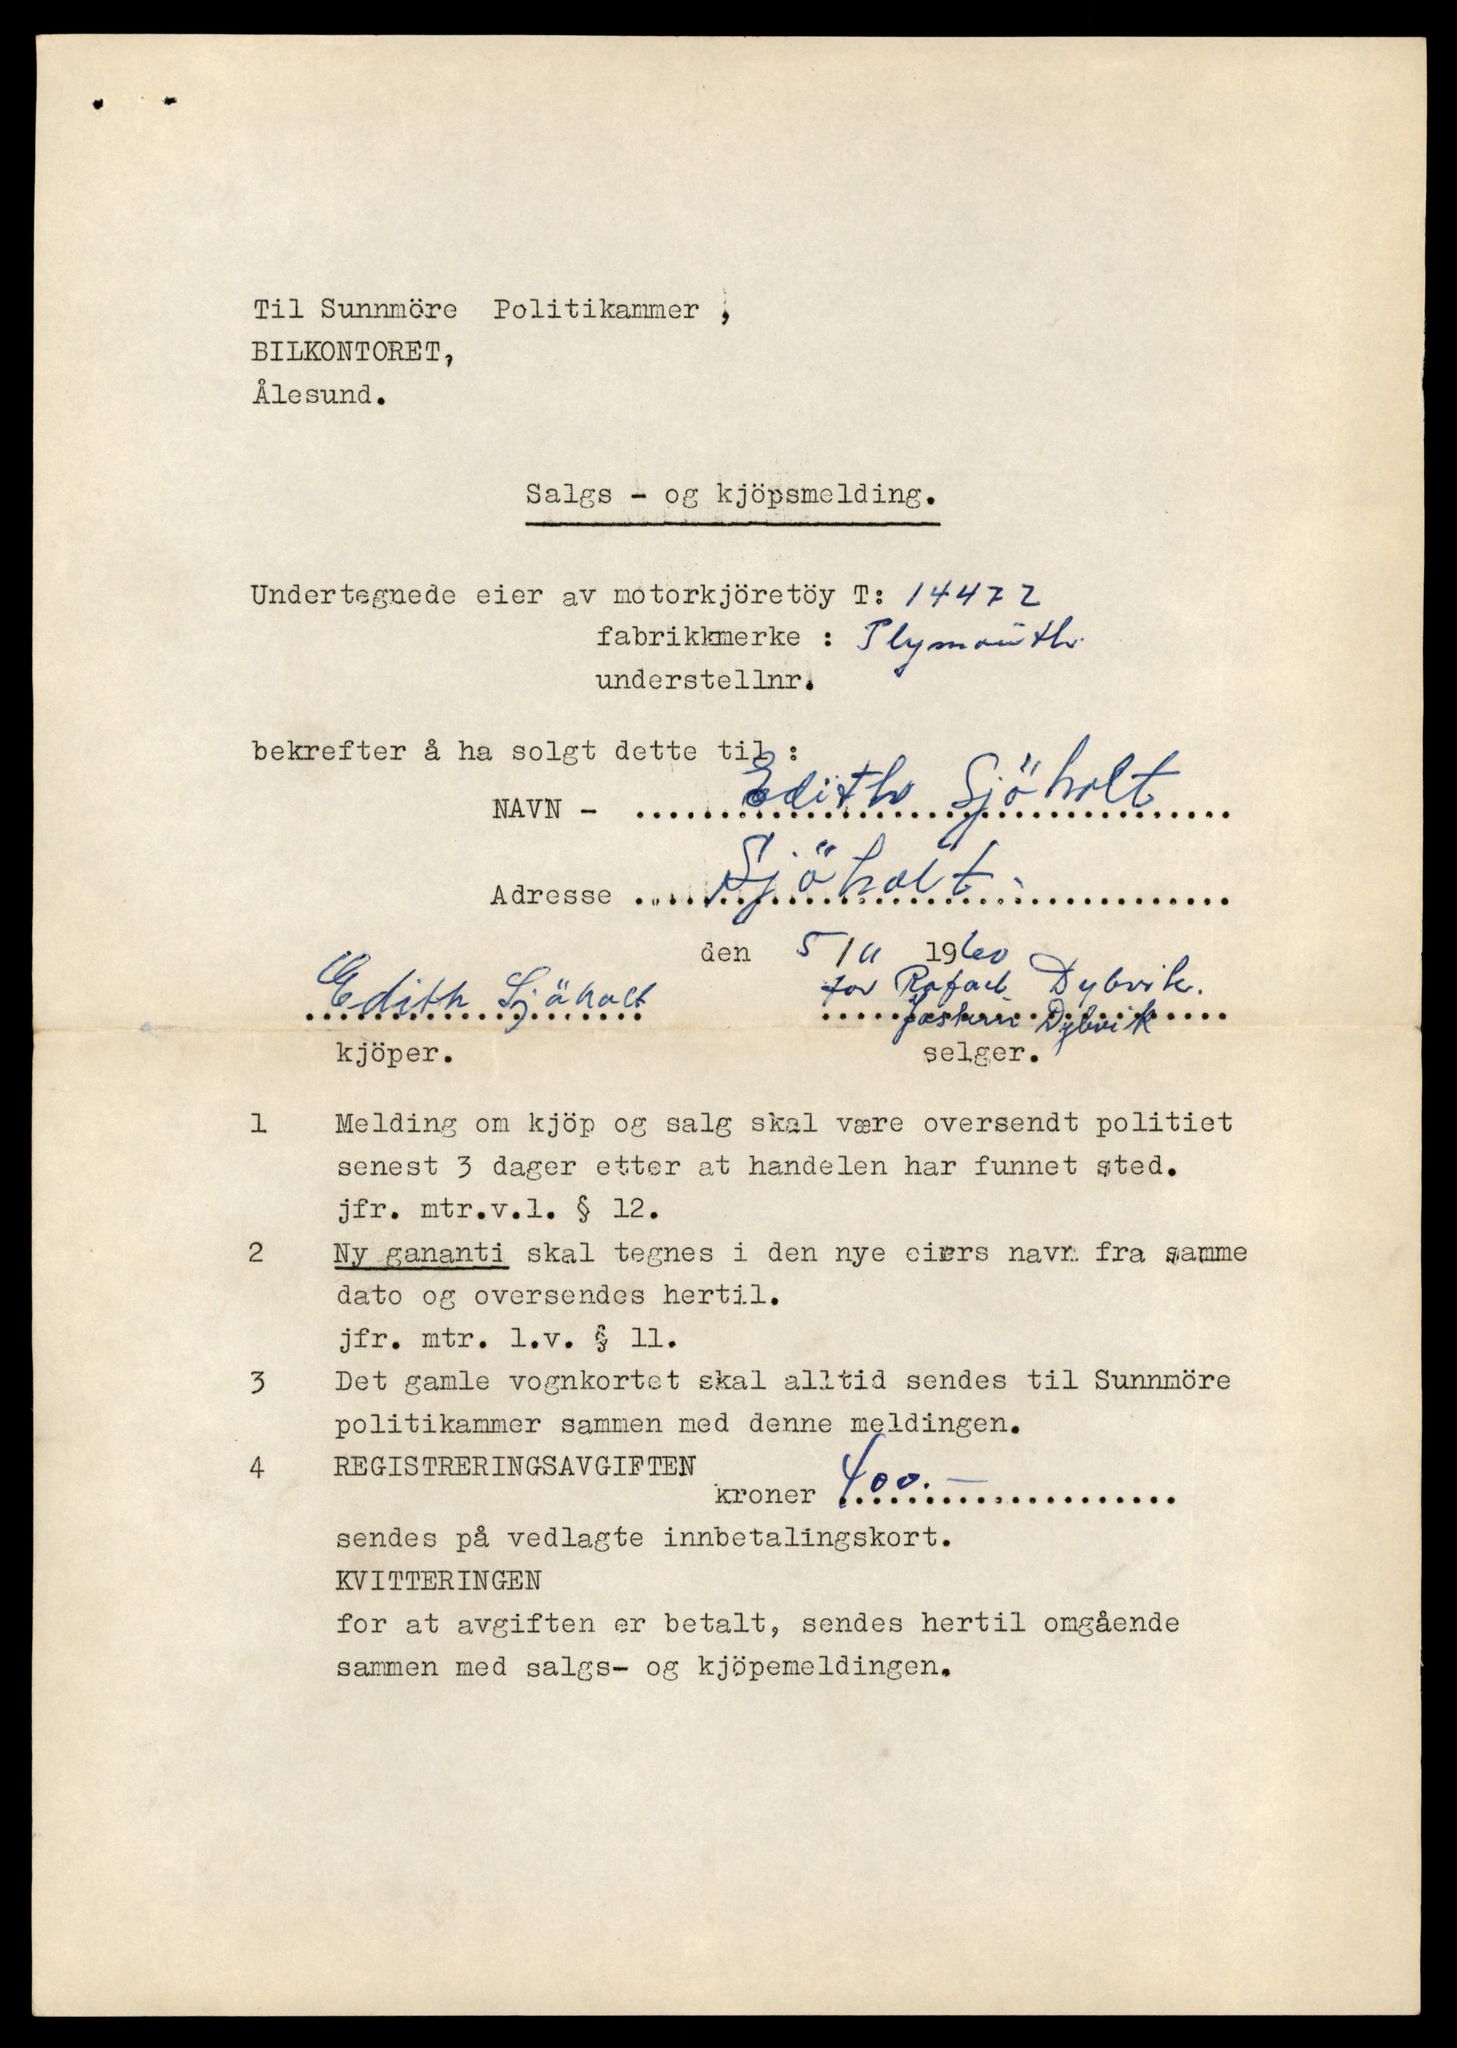 Til Sunnmöre Politikammer ,
BILKONTORET,
Ålesund.
Salgs - og kjöpsmelding.
Undertegnede eier av motorkjöretöy T: 14472
fabrikkmerke : Plymouth
understellnr.
bekrefter å ha solgt dette til :
NAVN - Edith Sjöholt
Adresse Sjöholt.
den 5/11 1960
for Rafael Dybvik.
Edith Sjöholt Dybvik
kjöper. selger.
1 Melding om kjöp og salg skal være oversendt politiet
senest 3 dager etter at handelen har funnet sted.
jfr. mtr.v.l. § 12.
2 Ny gananti skal tegnes i den nye eiers navn fra samme
dato og oversendes hertil.
jfr. mtr. l.v. § 11.
3 Det gamle vognkortet skal alltid sendes til Sunnmöre
politikammer sammen med denne meldingen.
4 REGISTRERINGSAVGIFTEN
kroner 400.-
sendes på vedlagte innbetalingskort.
KVITTERINGEN
for at avgiften er betalt, sendes hertil omgående
sammen med salgs- og kjöpemeldingen.